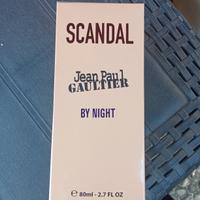 SCANDAL
Jean Paul
GAULTIER
BY NIGHT
℮ 80ml - 2.7 FL OZ